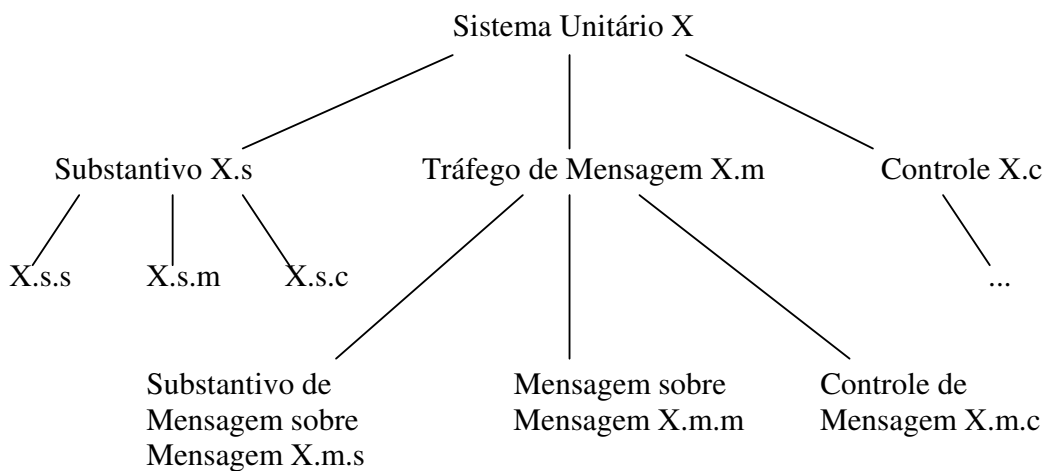 Sistema Unitário X
Substantivo X.s
Tráfego de Mensagem X.m
Controle X.c
X.s.s
X.s.m
X.s.c
...
Substantivo de
Mensagem sobre
Mensagem X.m.s
Mensagem sobre
Mensagem X.m.m
Controle de
Mensagem X.m.c